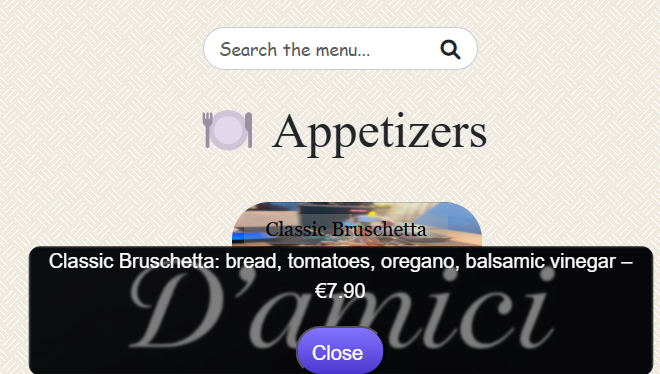 Search the menu...
Appetizers
Classic Bruschetta
Classic Bruschetta: bread, tomatoes, oregano, balsamic vinegar –
€7.90
D'amici
Close